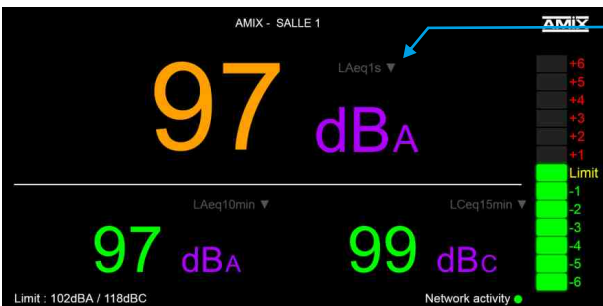 AMIX - SALLE 1
AMIX
LAeq1s ▼
97 dBA
+6
+5
+4
+3
+2
+1
Limit
-1
-2
-3
-4
-5
-6
LAeq10min ▼
LCeq15min ▼
97 dBA
99 dBC
Limit : 102dBA / 118dBC
Network activity